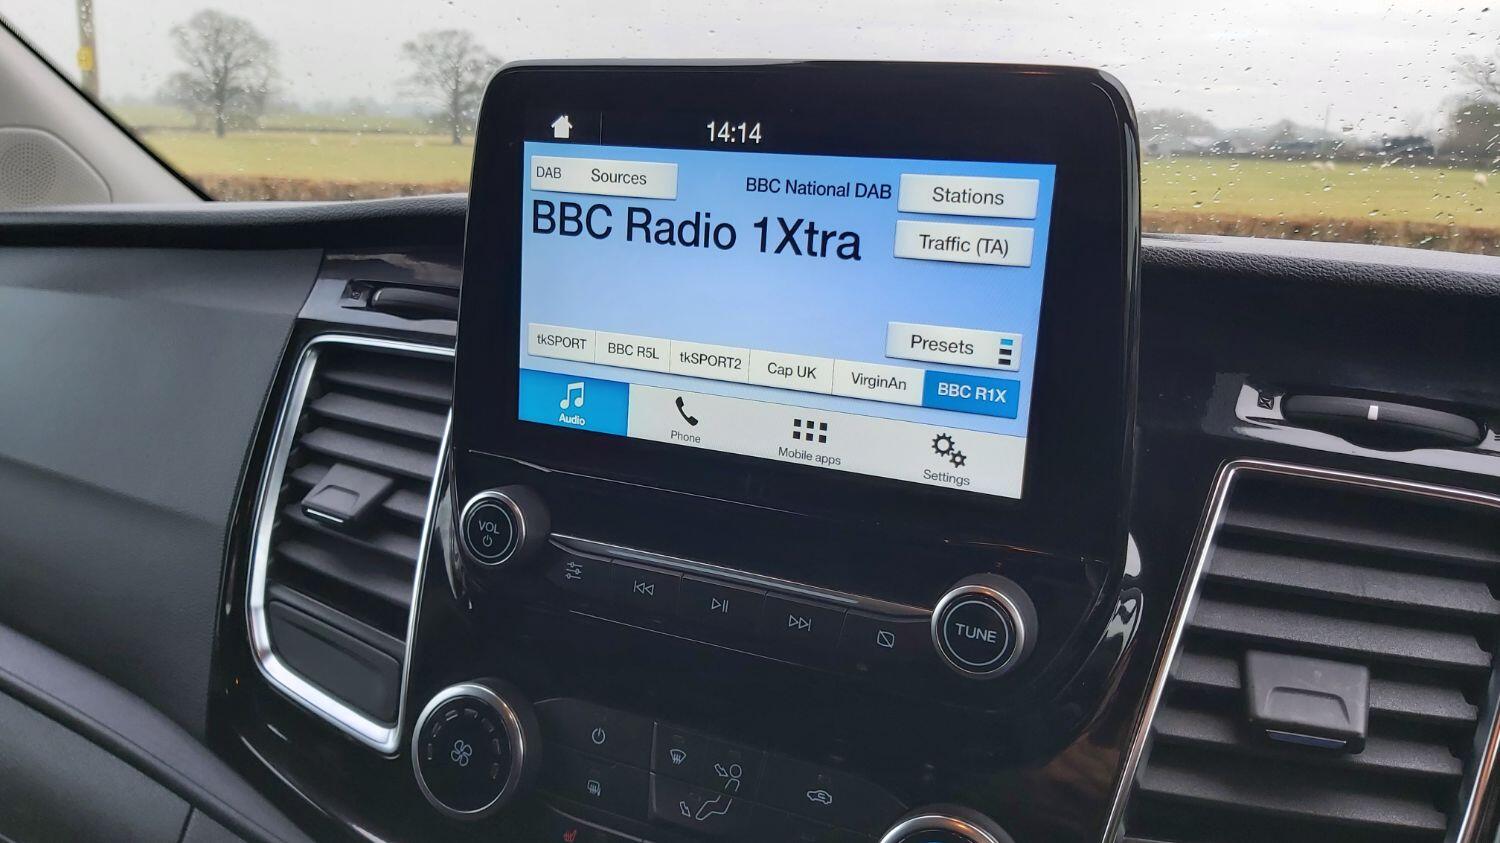 14:14
DAB Sources
BBC National DAB
Stations
BBC Radio 1Xtra
Traffic (TA)
Presets
tkSPORT
BBC R5L
tkSPORT2
Cap UK
VirginAn
BBC R1X
Audio
Phone
Mobile apps
Settings
VOL
TUNE